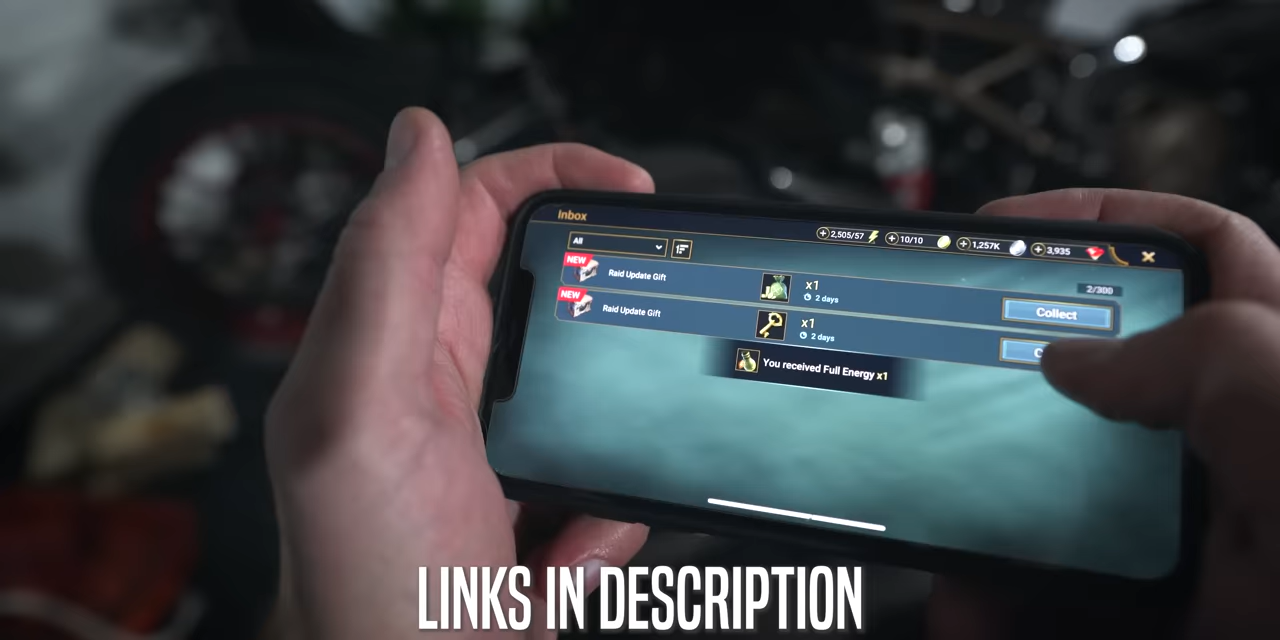 Inbox
2,505/57
10/10
1,257K
3,935
All
2/300
NEW
Raid Update Gift
x1
2 days
Collect
NEW
Raid Update Gift
x1
2 days
You received Full Energy x1
LINKS IN DESCRIPTION